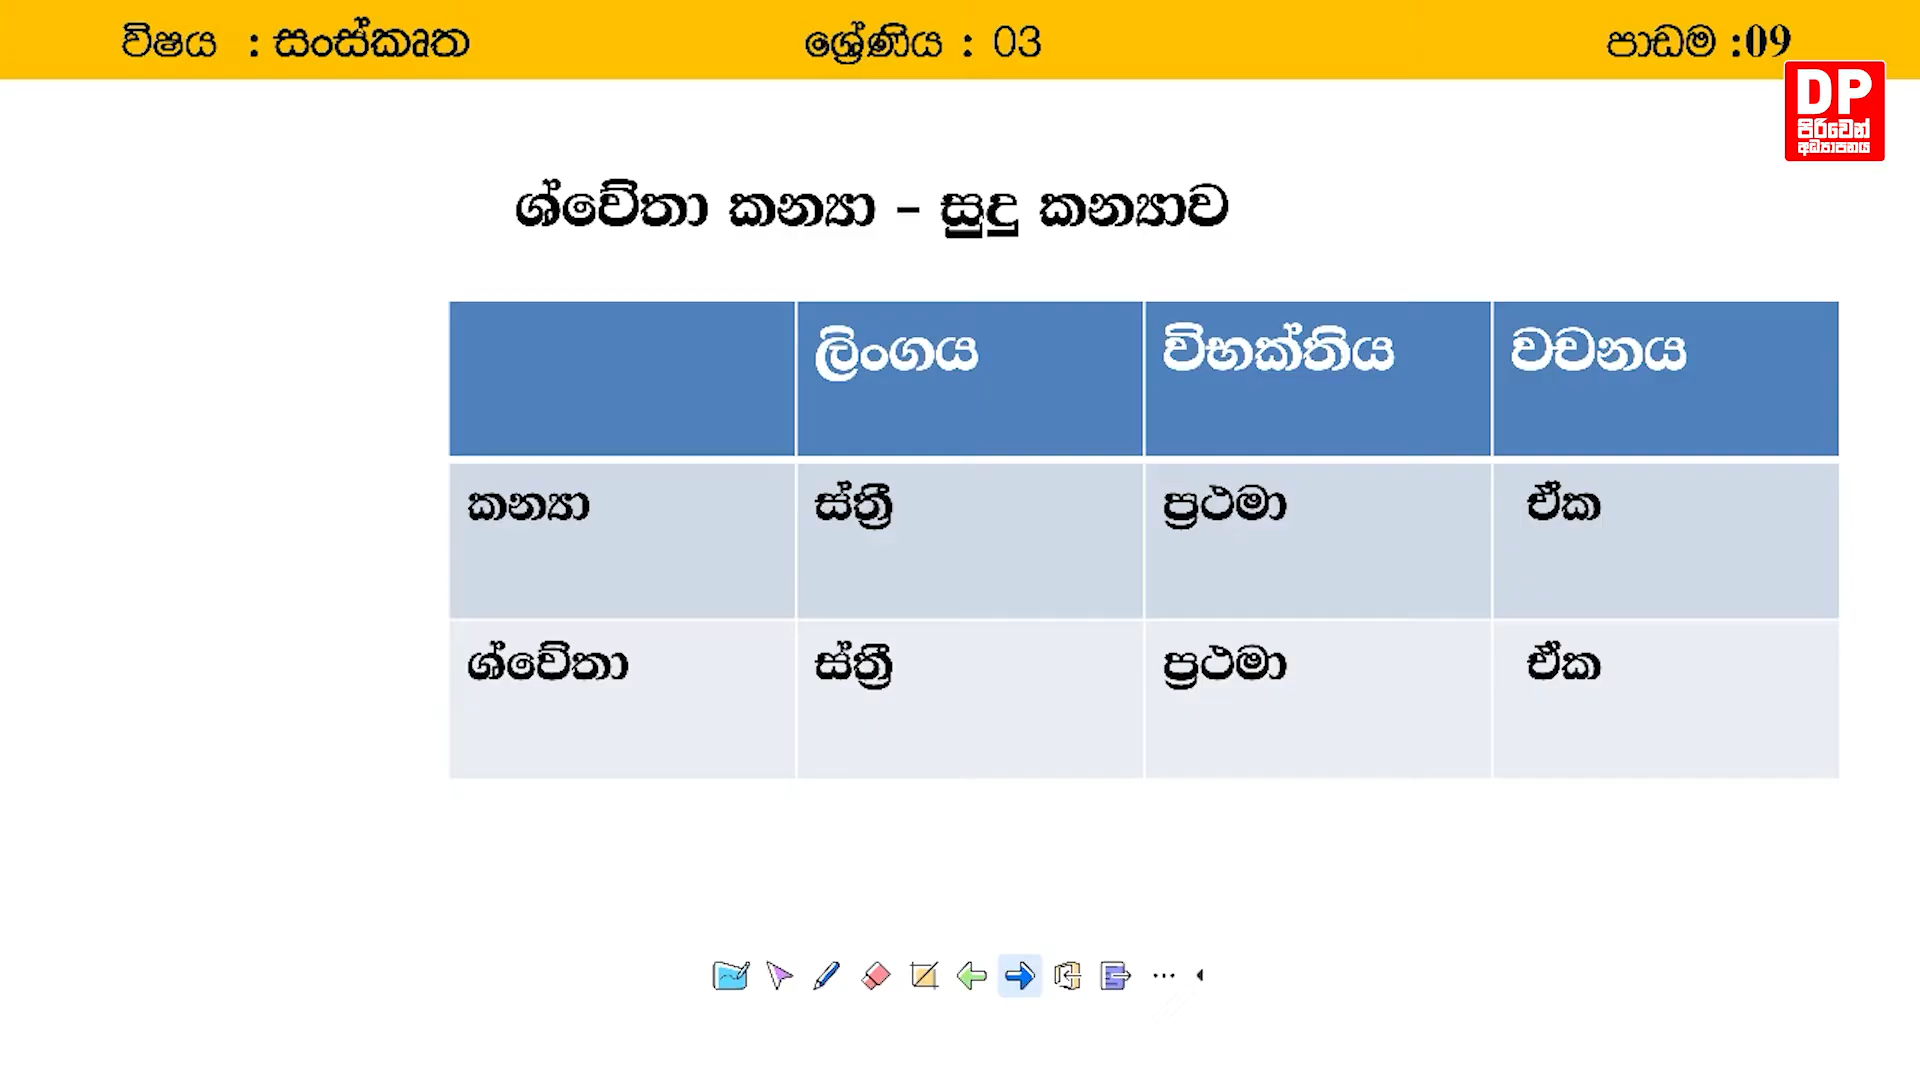 විෂය : සංස්කෘත ශ්‍රේණිය : 03 පාඩම :09
DP
පිරිවෙන්
අධ්‍යාපනය
ශ්වේතා කන්‍යා – සුදු කන්‍යාව
ලිංගය විභක්තිය වචනය
කන්‍යා ස්ත්‍රී ප්‍රථමා ඒක
ශ්වේතා ස්ත්‍රී ප්‍රථමා ඒක